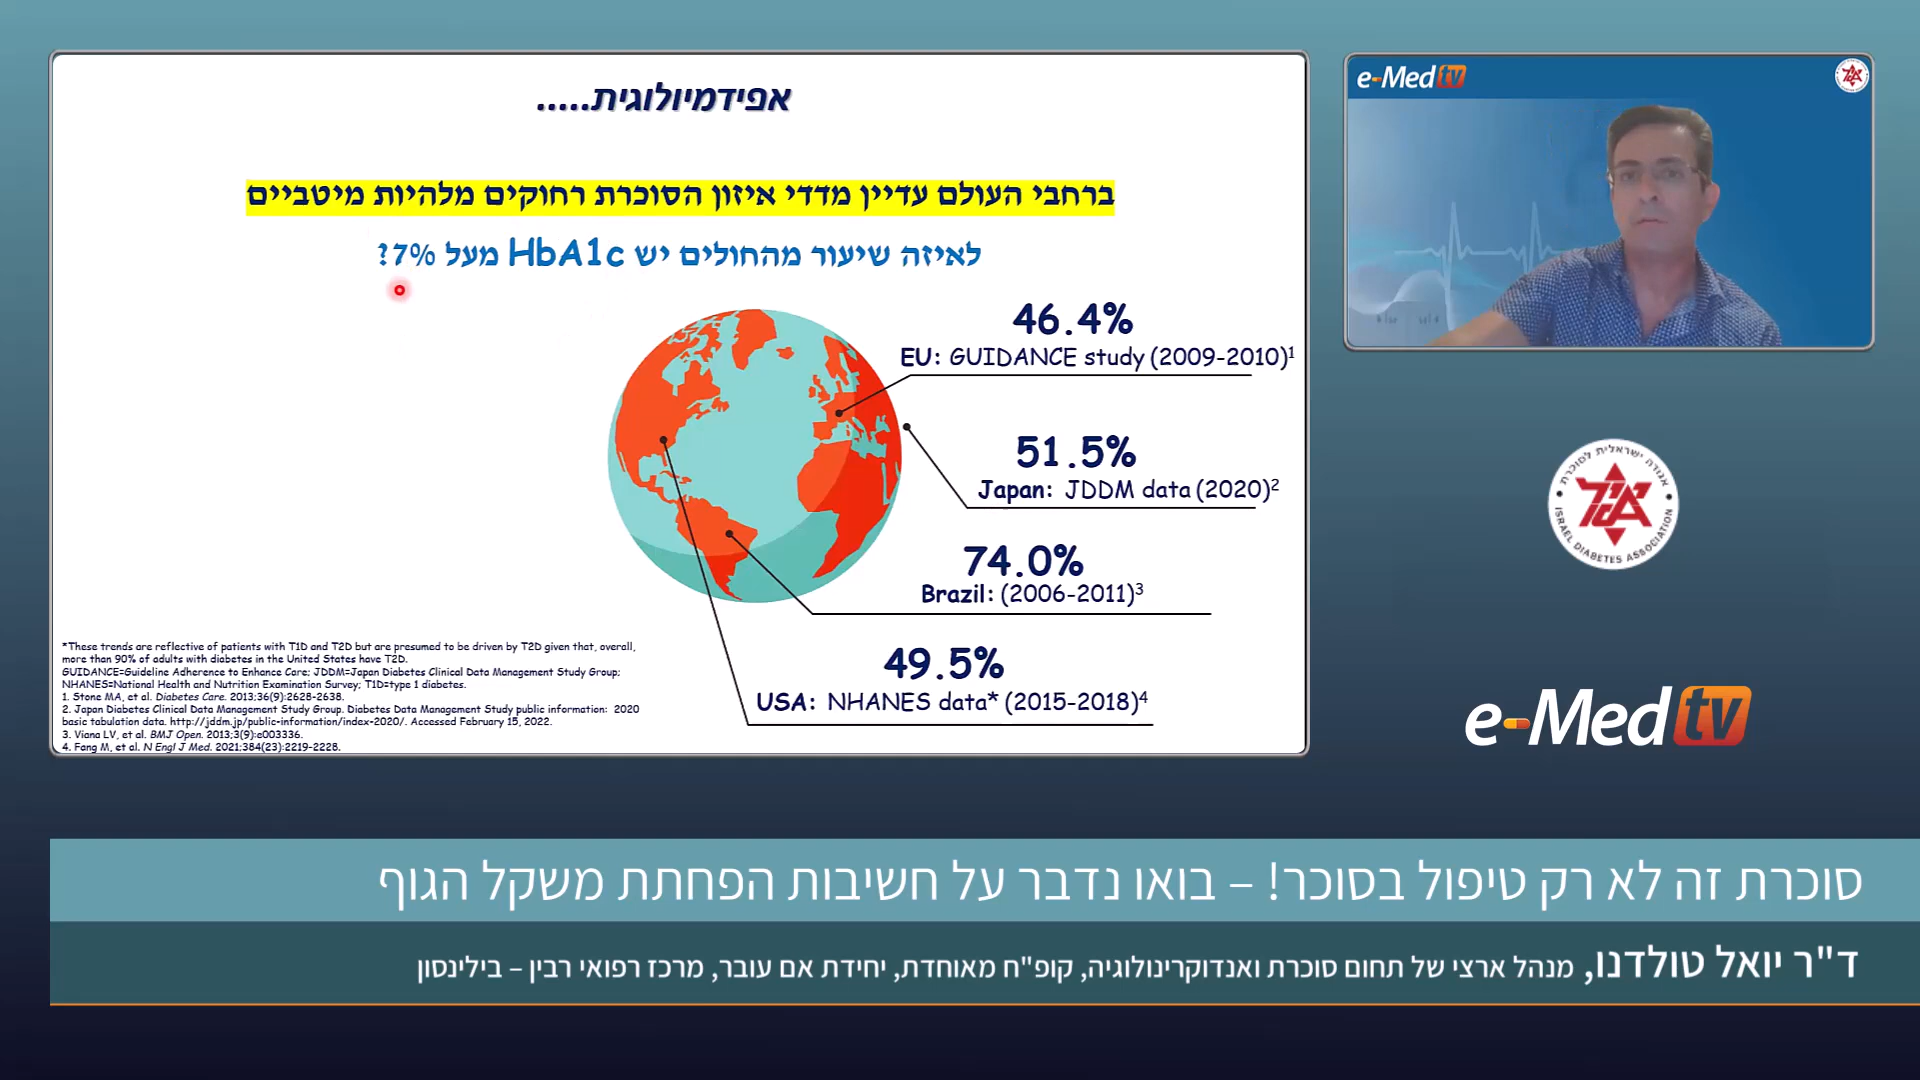 אפידמיולוגית.....
ברחבי העולם עדיין מדדי איזון הסוכרת רחוקים מלהיות מיטביים
לאיזה שיעור מהחולים יש HbA1c מעל 7%?
46.4%
EU: GUIDANCE study (2009-2010)1
51.5%
Japan: JDDM data (2020)2
74.0%
Brazil: (2006-2011)3
49.5%
USA: NHANES data* (2015-2018)4
*These trends are reflective of patients with T1D and T2D but are presumed to be driven by T2D given that, overall,
more than 90% of adults with diabetes in the United States have T2D.
GUIDANCE=Guideline Adherence to Enhance Care; JDDM=Japan Diabetes Clinical Data Management Study Group;
NHANES=National Health and Nutrition Examination Survey; T1D=type 1 diabetes.
1. Stone MA, et al. Diabetes Care. 2013;36(9):2628-2638.
2. Japan Diabetes Clinical Data Management Study Group. Diabetes Data Management Study public information: 2020
basic tabulation data. http://jddm.jp/public-information/index-2020/. Accessed February 15, 2022.
3. Viana LV, et al. BMJ Open. 2013;3(9):e003336.
4. Fang M, et al. N Engl J Med. 2021;384(23):2219-2228.
e-Med tv
אגודה ישראלית לסוכרת
ISRAEL DIABETES ASSOCIATION
e-Med tv
סוכרת זה לא רק טיפול בסוכר! – בואו נדבר על חשיבות הפחתת משקל הגוף
ד"ר יואל טולדנו, מנהל ארצי של תחום סוכרת ואנדוקרינולוגיה, קופ"ח מאוחדת, יחידת אם עובר, מרכז רפואי רבין – בילינסון